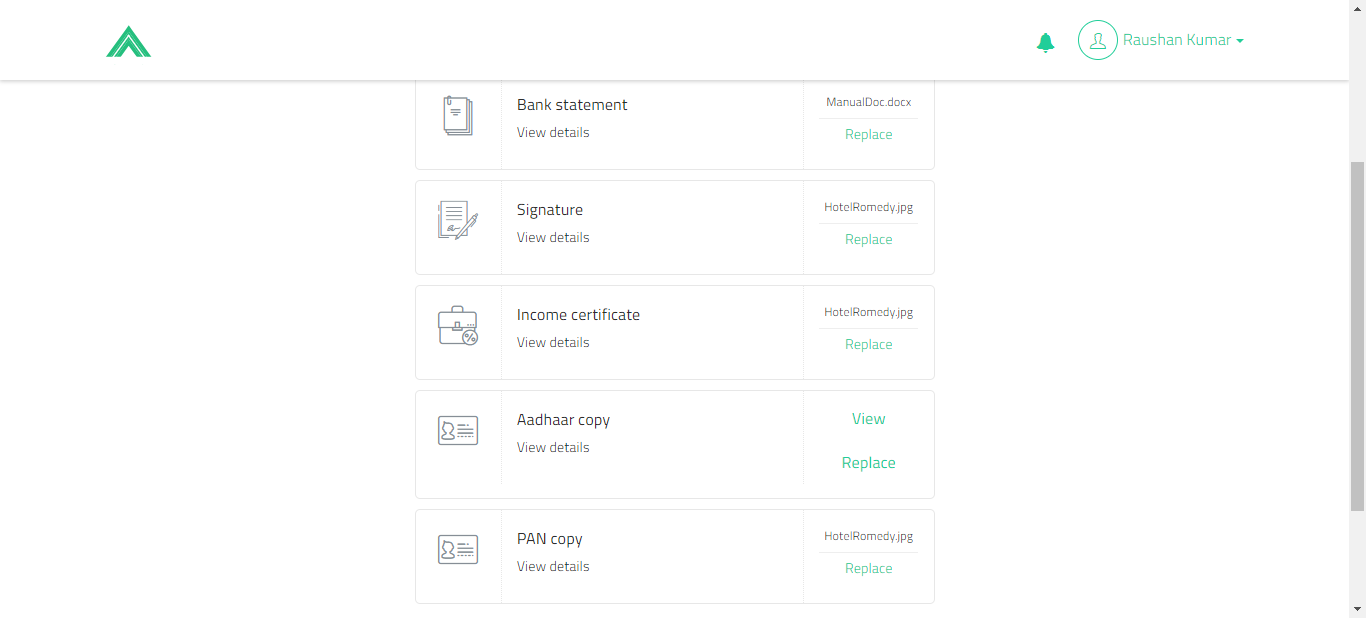 Raushan Kumar
Bank statement
View details
ManualDoc.docx
Replace
Signature
View details
HotelRomedy.jpg
Replace
Income certificate
View details
HotelRomedy.jpg
Replace
Aadhaar copy
View details
View
Replace
PAN copy
View details
HotelRomedy.jpg
Replace